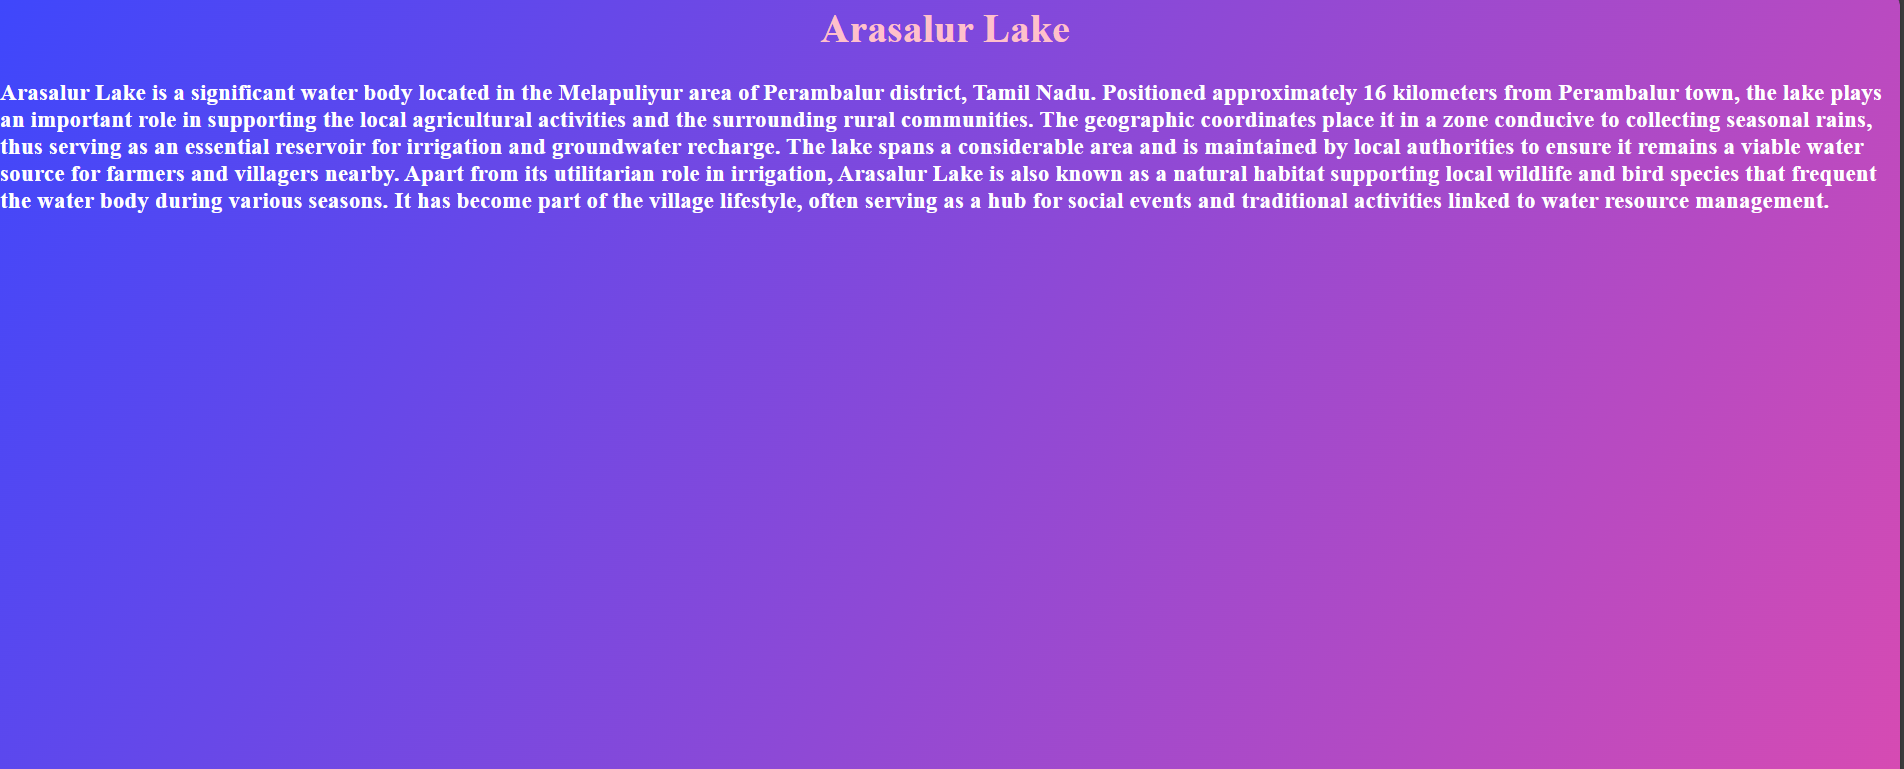 Arasalur Lake
Arasalur Lake is a significant water body located in the Melapuliyur area of Perambalur district, Tamil Nadu. Positioned approximately 16 kilometers from Perambalur town, the lake plays
an important role in supporting the local agricultural activities and the surrounding rural communities. The geographic coordinates place it in a zone conducive to collecting seasonal rains,
thus serving as an essential reservoir for irrigation and groundwater recharge. The lake spans a considerable area and is maintained by local authorities to ensure it remains a viable water
source for farmers and villagers nearby. Apart from its utilitarian role in irrigation, Arasalur Lake is also known as a natural habitat supporting local wildlife and bird species that frequent
the water body during various seasons. It has become part of the village lifestyle, often serving as a hub for social events and traditional activities linked to water resource management.